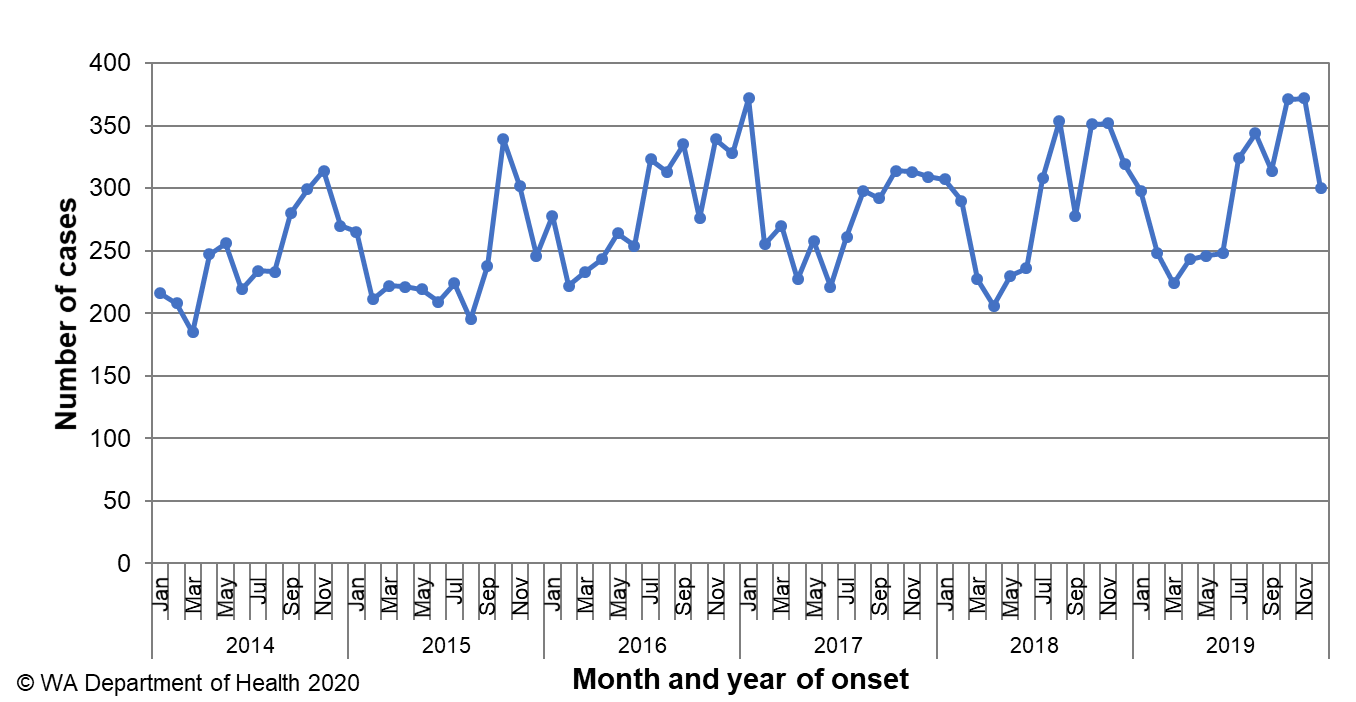 400
350
300
250
200
150
100
50
0
Number of cases
Jan Mar May Jul Sep Nov Jan Mar May Jul Sep Nov Jan Mar May Jul Sep Nov Jan Mar May Jul Sep Nov Jan Mar May Jul Sep Nov Jan Mar May Jul Sep Nov
2014 2015 2016 2017 2018 2019
Month and year of onset
© WA Department of Health 2020